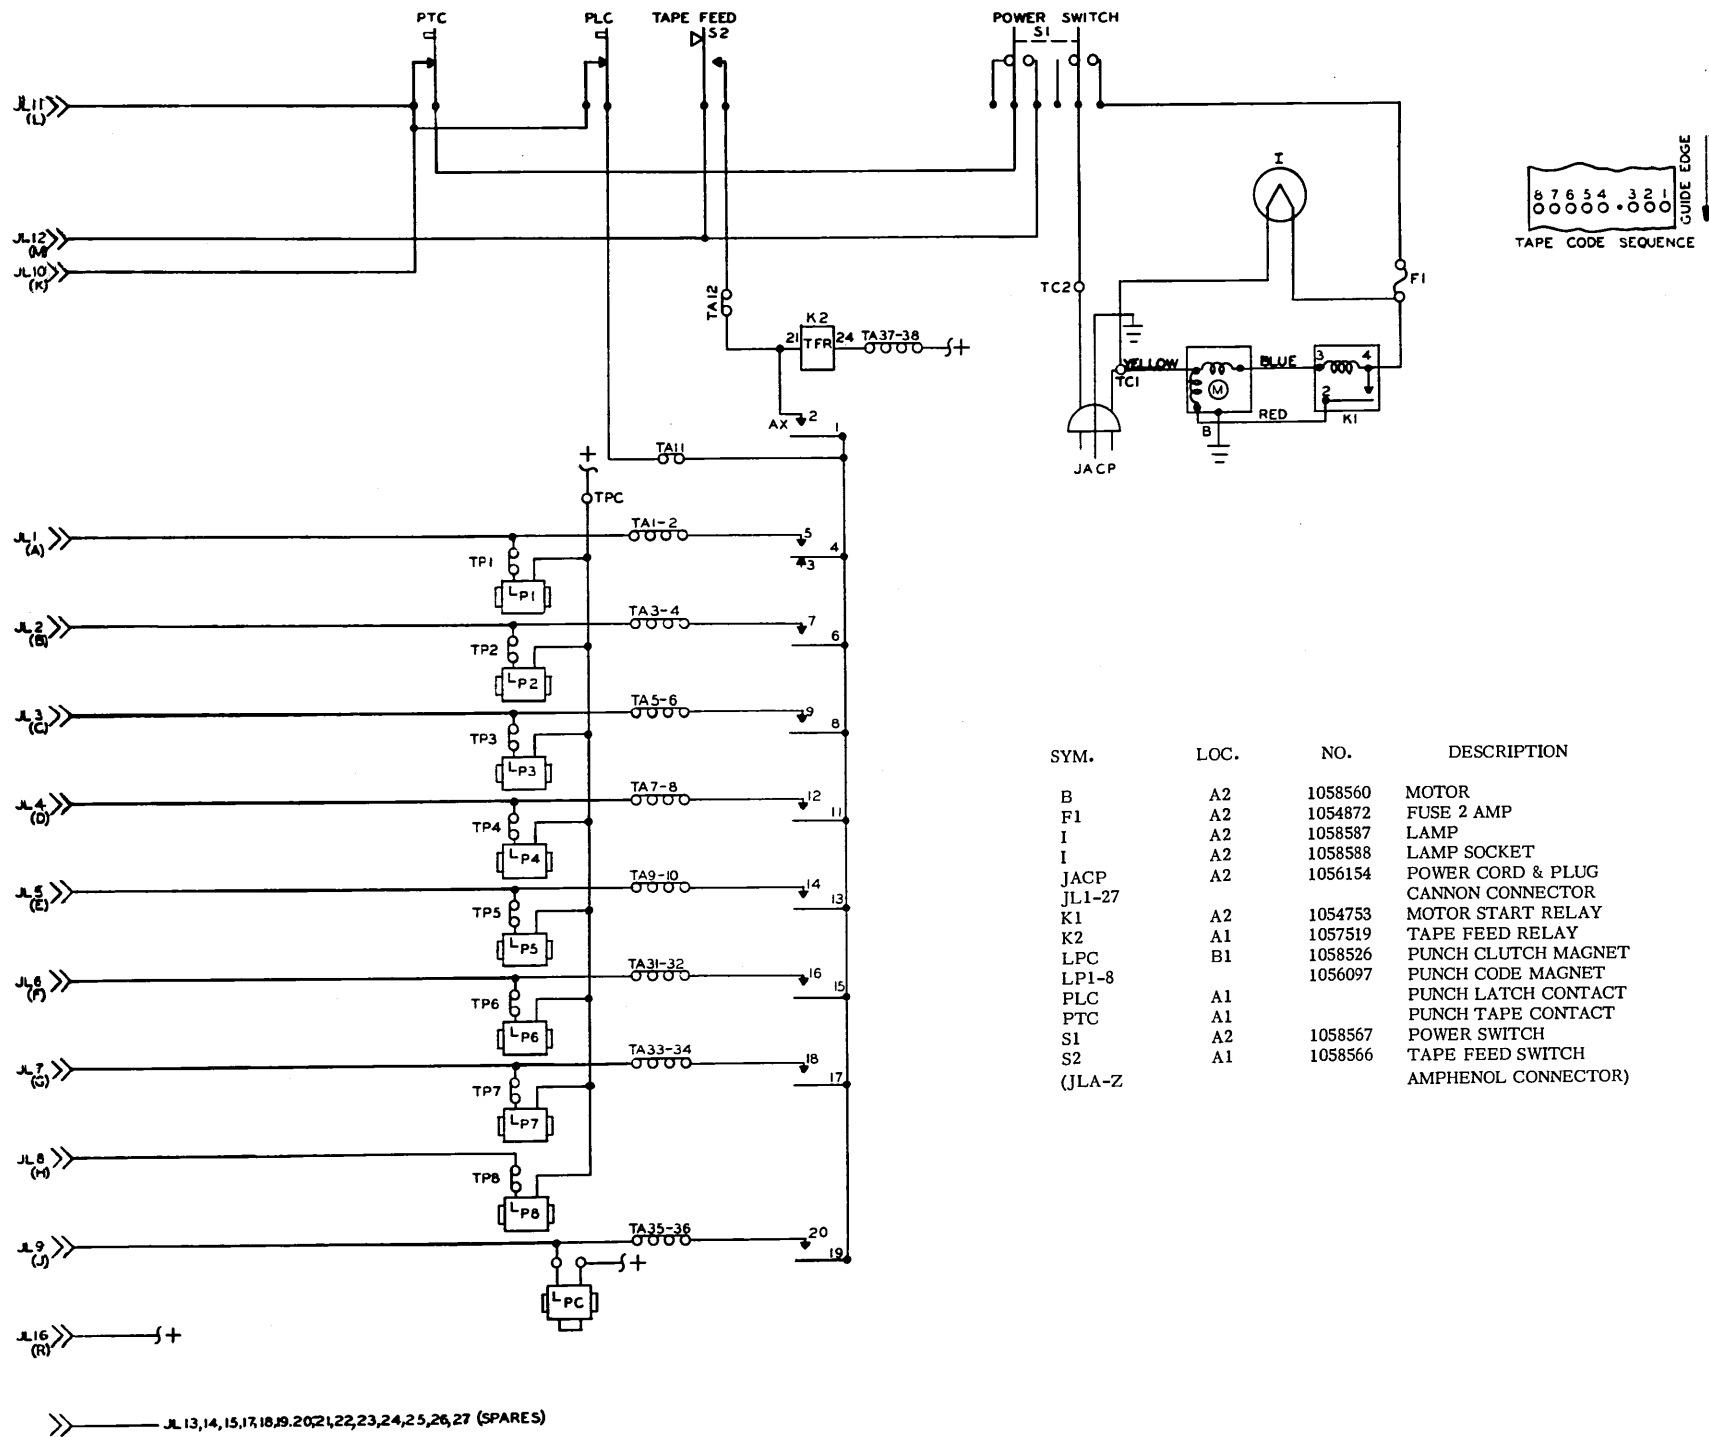 PTC PLC TAPE FEED POWER SWITCH
S2 S1
JL11
(L)
I
GUIDE EDGE
8 7 6 5 4 3 2 1
TAPE CODE SEQUENCE
JL12
(M)
JL10
(K)
TC2 F1
TA12
K2
21 TFR 24 TA37-38 +
YELLOW BLUE 3 4
TC1 M 2
RED K1
B
JACP
AX 2
1
TA11
+
TPC
JL1 TA1-2 5
(A) 4
TP1 3
LP1
JL2 TA3-4 7
(B) 6
TP2
LP2
JL3 TA5-6 9
(C) 8
TP3
LP3
JL4 TA7-8 12
(D) 11
TP4
LP4
JL5 TA9-10 14
(E) 13
TP5
LP5
JL6 TA31-32 16
(F) 15
TP6
LP6
JL7 TA33-34 18
(G) 17
TP7
LP7
JL8
(H)
TP8
LP8
JL9 TA35-36 20
(J) 19
+
LPC
JL16 +
(R)
JL13,14,15,17,18,19.20,21,22,23,24,25,26,27 (SPARES)
SYM. LOC. NO. DESCRIPTION
B A2 1058560 MOTOR
F1 A2 1054872 FUSE 2 AMP
I A2 1058587 LAMP
I A2 1058588 LAMP SOCKET
JACP A2 1056154 POWER CORD & PLUG
JL1-27 CANNON CONNECTOR
K1 A2 1054753 MOTOR START RELAY
K2 A1 1057519 TAPE FEED RELAY
LPC B1 1058526 PUNCH CLUTCH MAGNET
LP1-8 1056097 PUNCH CODE MAGNET
PLC A1 PUNCH LATCH CONTACT
PTC A1 PUNCH TAPE CONTACT
S1 A2 1058567 POWER SWITCH
S2 A1 1058566 TAPE FEED SWITCH
(JLA-Z AMPHENOL CONNECTOR)